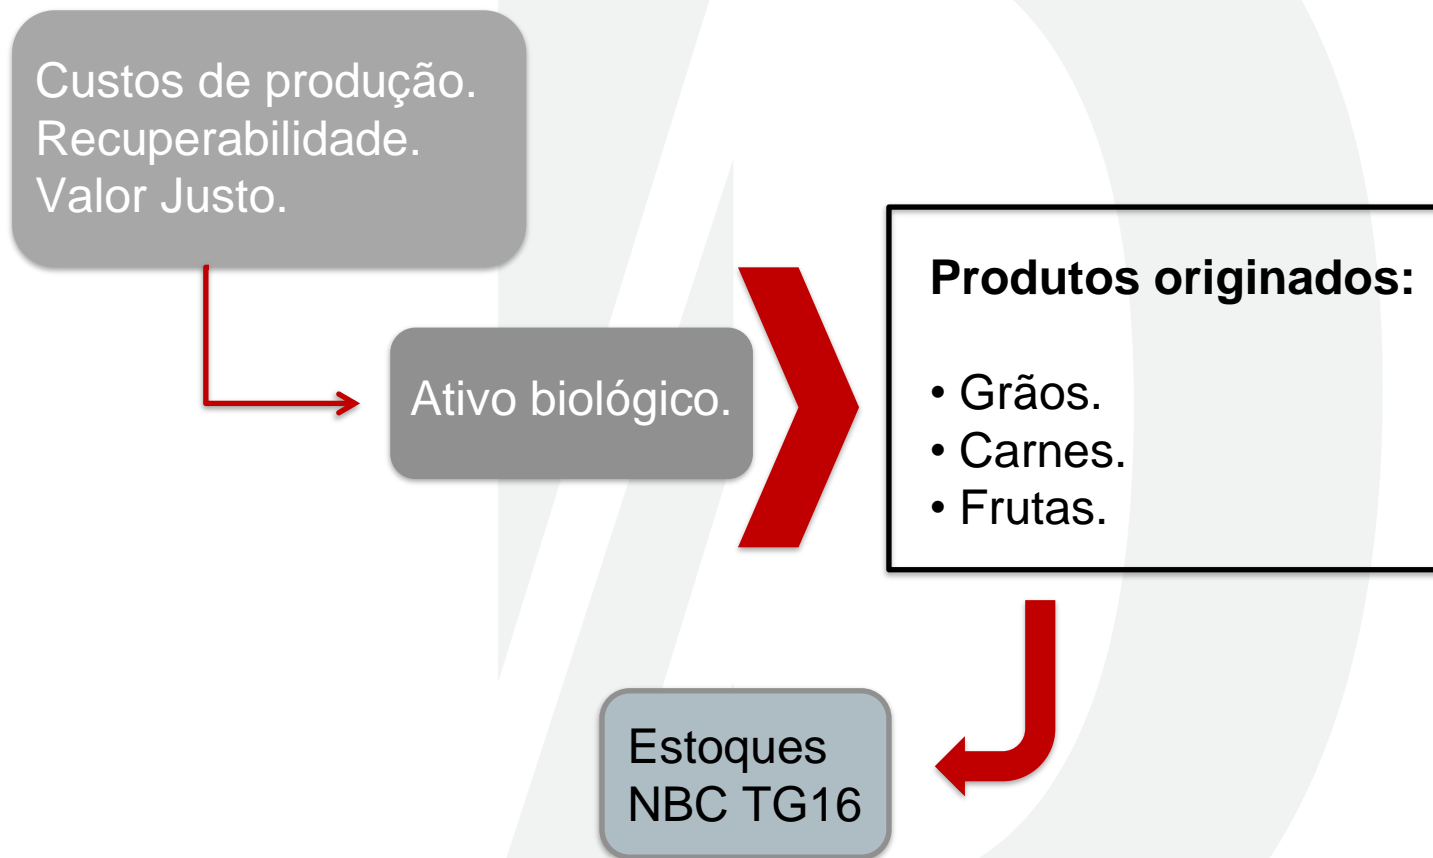 Custos de produção.
Recuperabilidade.
Valor Justo.
Ativo biológico.
Produtos originados:
• Grãos.
• Carnes.
• Frutas.
Estoques
NBC TG16